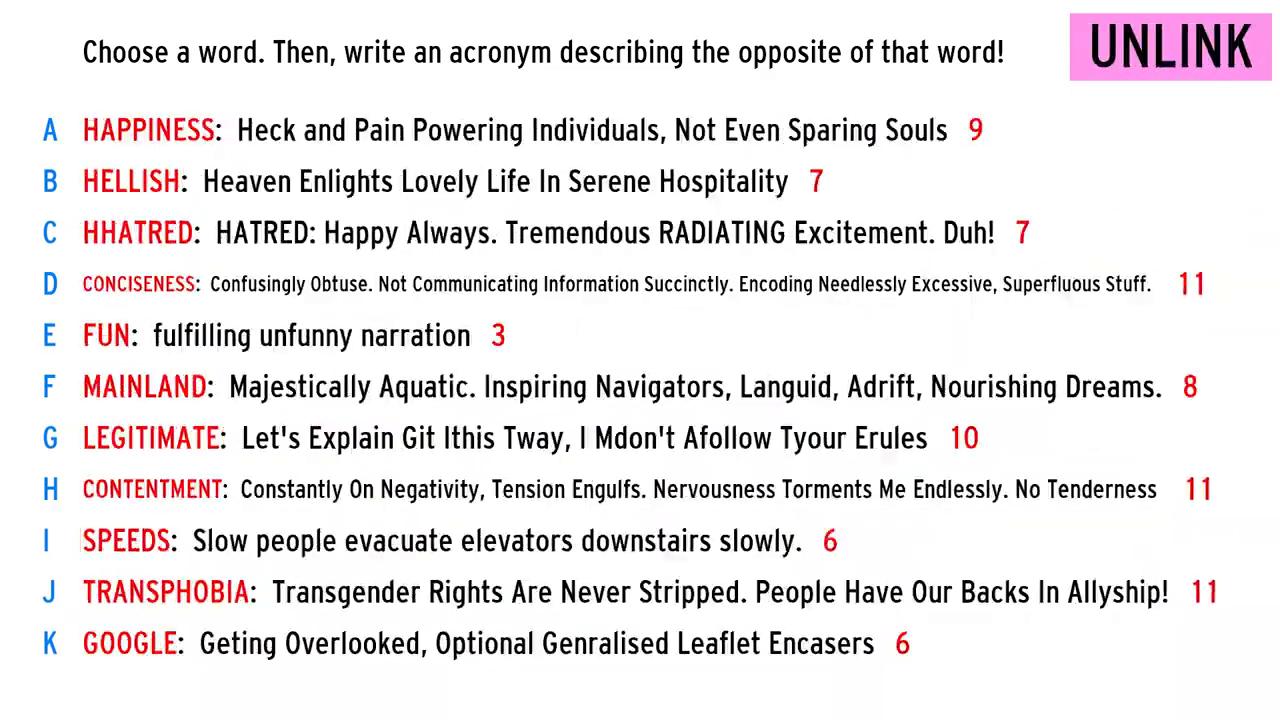 Choose a word. Then, write an acronym describing the opposite of that word!
UNLINK
A HAPPINESS: Heck and Pain Powering Individuals, Not Even Sparing Souls 9
B HELLISH: Heaven Enlights Lovely Life In Serene Hospitality 7
C HHATRED: HATRED: Happy Always. Tremendous RADIATING Excitement. Duh! 7
D CONCISENESS: Confusingly Obtuse. Not Communicating Information Succinctly. Encoding Needlessly Excessive, Superfluous Stuff. 11
E FUN: fulfilling unfunny narration 3
F MAINLAND: Majestically Aquatic. Inspiring Navigators, Languid, Adrift, Nourishing Dreams. 8
G LEGITIMATE: Let's Explain Git Ithis Tway, I Mdon't Afollow Tyour Erules 10
H CONTENTMENT: Constantly On Negativity, Tension Engulfs. Nervousness Torments Me Endlessly. No Tenderness 11
I SPEEDS: Slow people evacuate elevators downstairs slowly. 6
J TRANSPHOBIA: Transgender Rights Are Never Stripped. People Have Our Backs In Allyship! 11
K GOOGLE: Geting Overlooked, Optional Genralised Leaflet Encasers 6